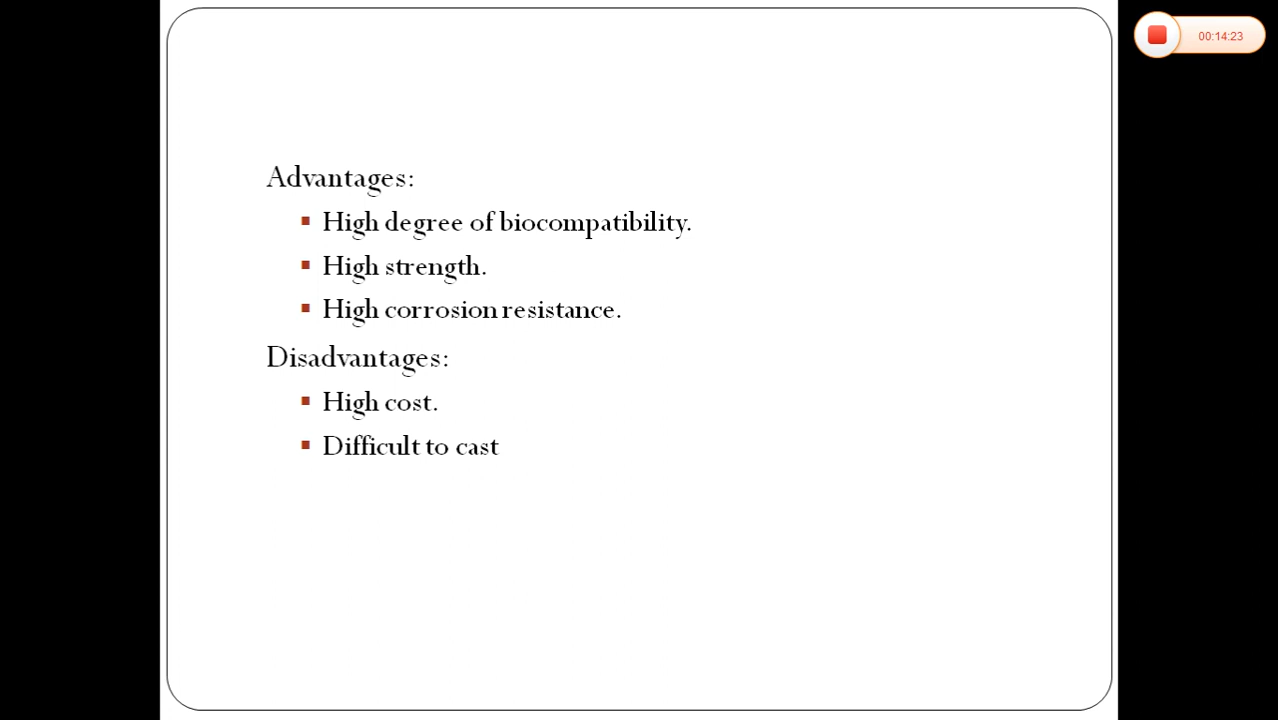 00:14:23
Advantages:
▪ High degree of biocompatibility.
▪ High strength.
▪ High corrosion resistance.
Disadvantages:
▪ High cost.
▪ Difficult to cast